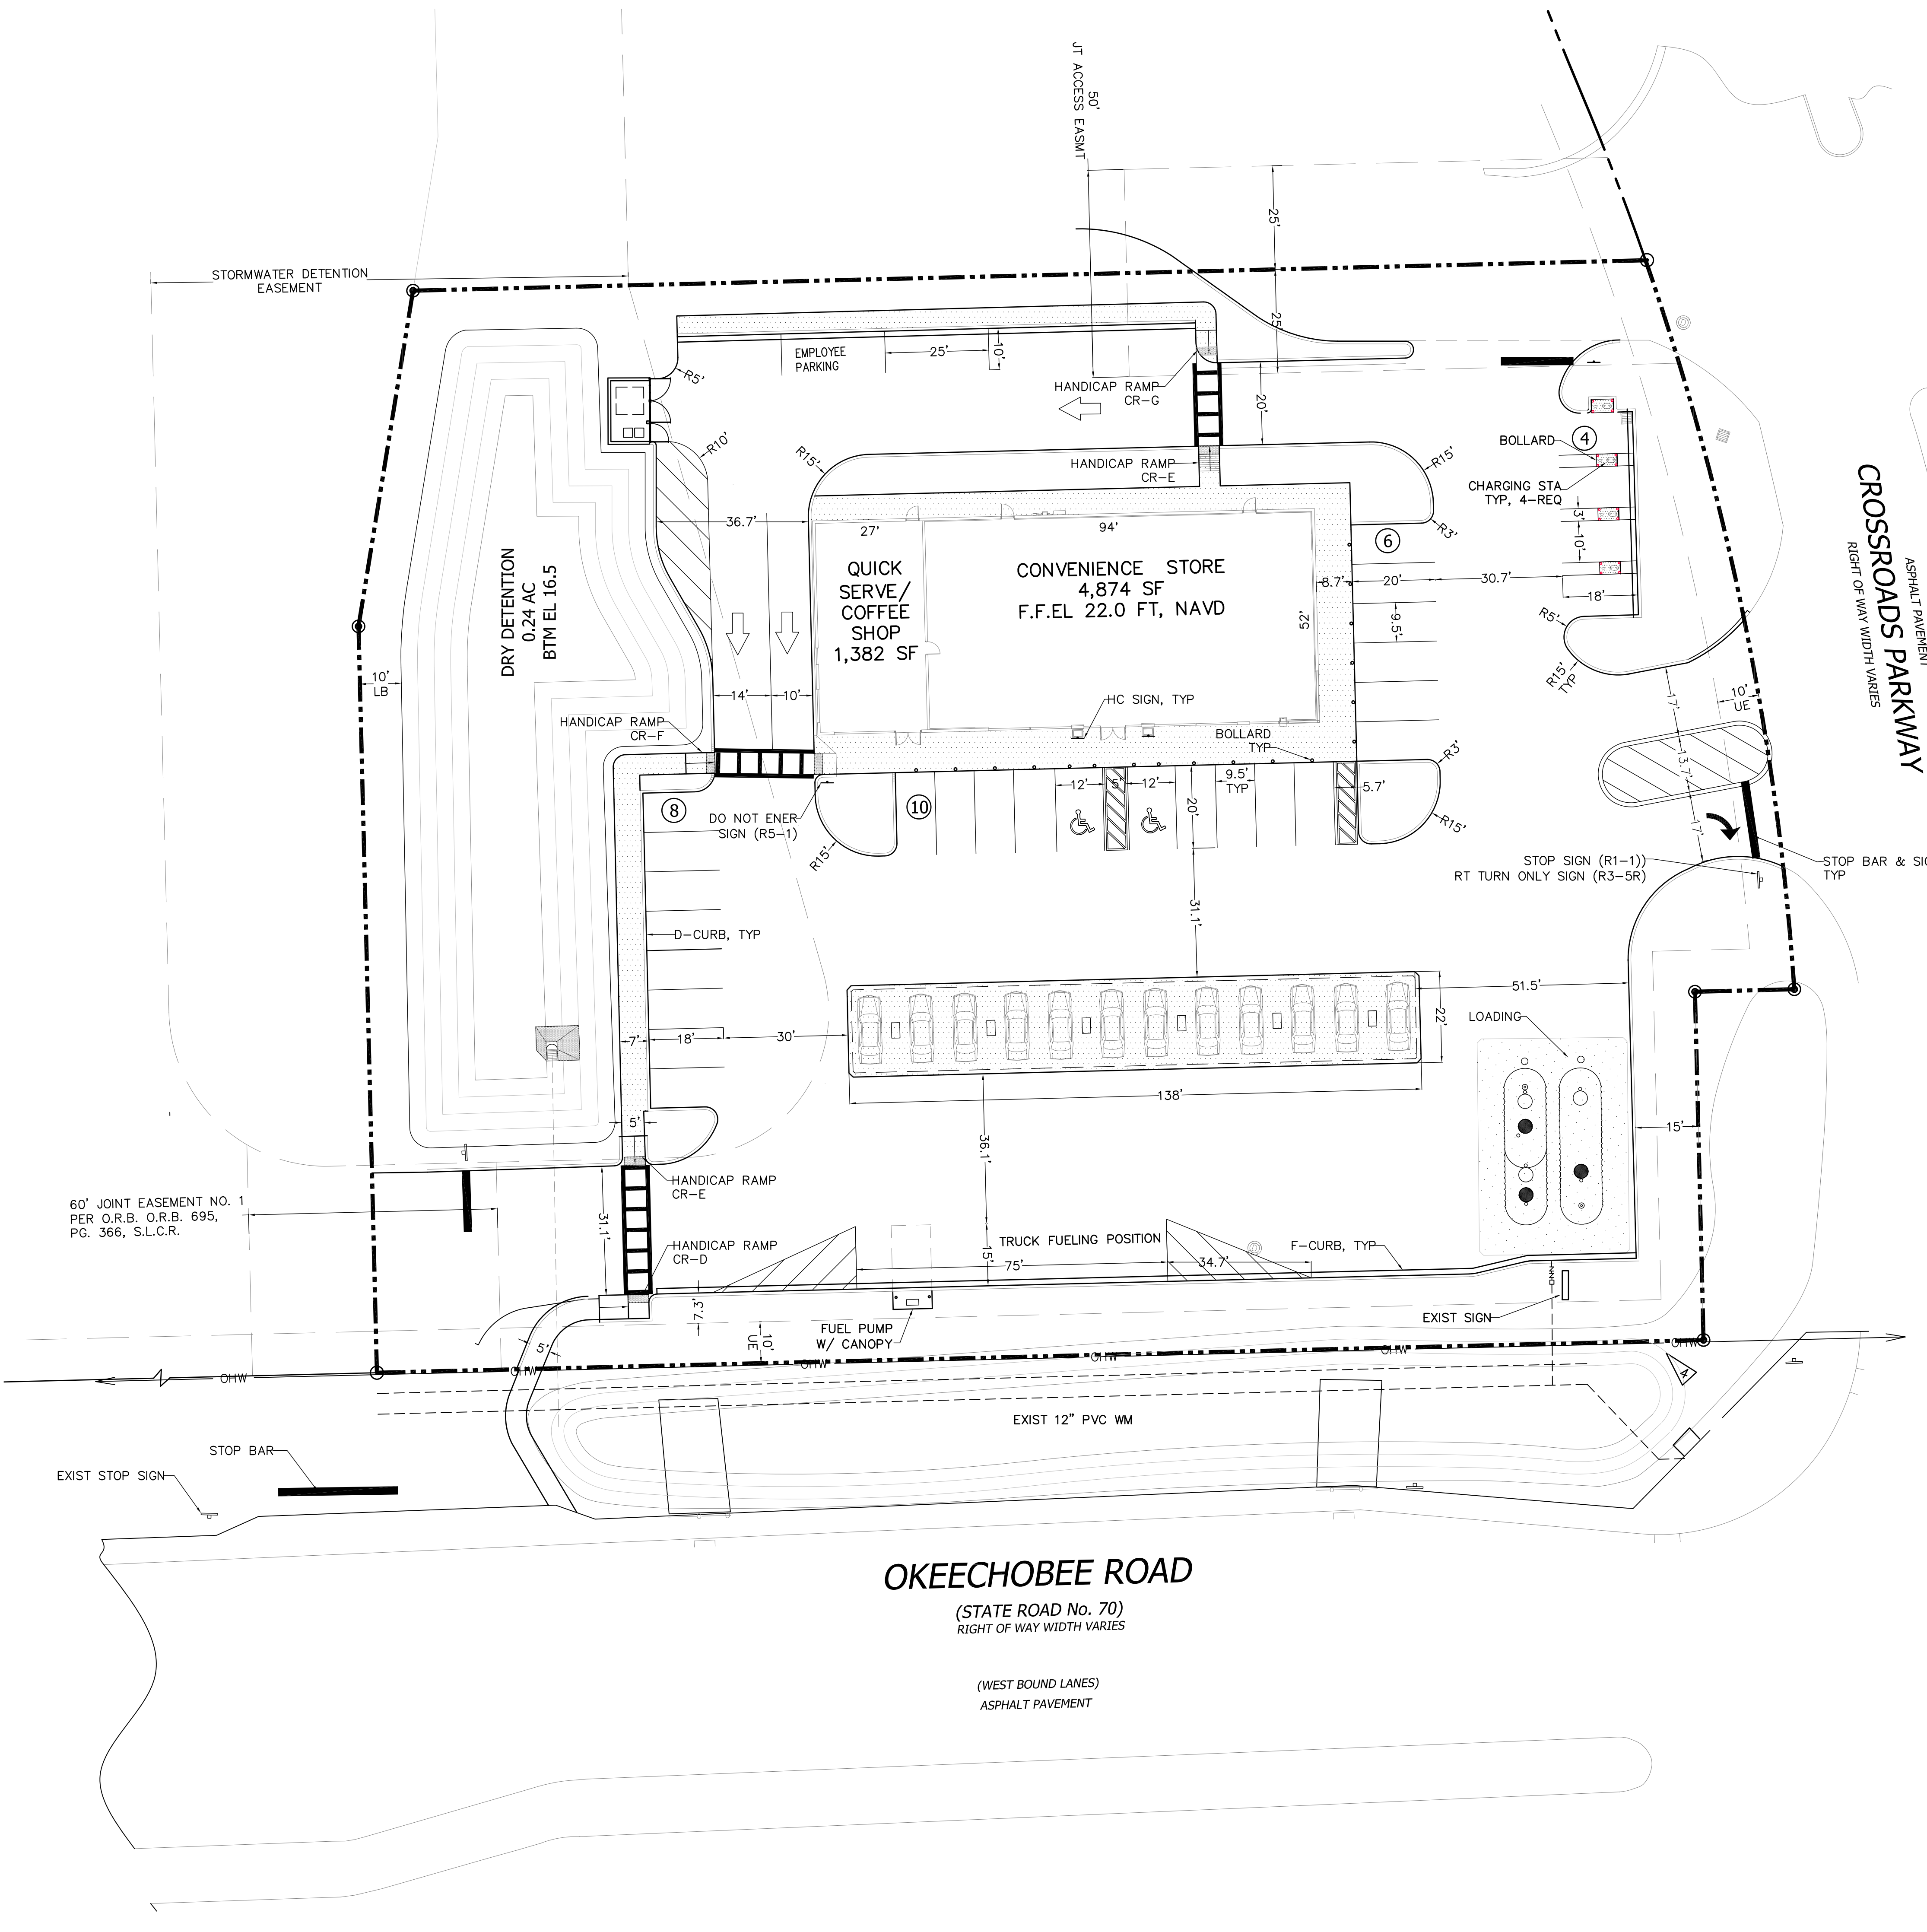 50'
JT ACCESS EASMT
25'
STORMWATER DETENTION
EASEMENT
25'
EMPLOYEE
PARKING
25'
10'
R5'
HANDICAP RAMP
CR-G
20'
BOLLARD
4
R10'
R15'
R15'
HANDICAP RAMP
CR-E
CHARGING STA
TYP, 4-REQ
CROSSROADS PARKWAY
RIGHT OF WAY WIDTH VARIES
ASPHALT PAVEMENT
36.7'
27'
94'
R3'
6
3'
10'
DRY DETENTION
0.24 AC
BTM EL 16.5
QUICK
SERVE/
COFFEE
SHOP
1,382 SF
CONVENIENCE STORE
4,874 SF
F.F.EL 22.0 FT, NAVD
52'
8.7'
20'
30.7'
18'
9.5'
R5'
R15'
TYP
10'
LB
14'
10'
HC SIGN, TYP
17'
10'
UE
HANDICAP RAMP
CR-F
BOLLARD
TYP
R3'
13.7'
8
DO NOT ENER
SIGN (R5-1)
10
12'
5'
12'
9.5'
TYP
20'
5.7'
R15'
R15'
17'
STOP SIGN (R1-1))
RT TURN ONLY SIGN (R3-5R)
STOP BAR & SIG
TYP
D-CURB, TYP
31.1'
51.5'
LOADING
22'
7'
18'
30'
138'
5'
15'
36.1'
HANDICAP RAMP
CR-E
60' JOINT EASEMENT NO. 1
PER O.R.B. O.R.B. 695,
PG. 366, S.L.C.R.
31.1'
HANDICAP RAMP
CR-D
TRUCK FUELING POSITION
F-CURB, TYP
15'
75'
34.7'
7.3'
10'
UE
FUEL PUMP
W/ CANOPY
EXIST SIGN
5'
OHW
OHW
OHW
OHW
OHW
OHW
4
EXIST 12" PVC WM
STOP BAR
EXIST STOP SIGN
OKEECHOBEE ROAD
(STATE ROAD No. 70)
RIGHT OF WAY WIDTH VARIES
(WEST BOUND LANES)
ASPHALT PAVEMENT